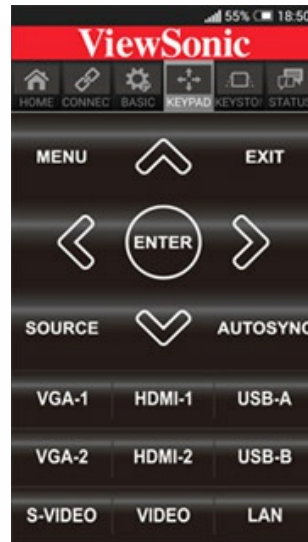 55% 18:50
ViewSonic
HOME CONNEC BASIC KEYPAD KEYSTO STATUS
MENU EXIT
ENTER
SOURCE AUTOSYNC
VGA-1 HDMI-1 USB-A
VGA-2 HDMI-2 USB-B
S-VIDEO VIDEO LAN